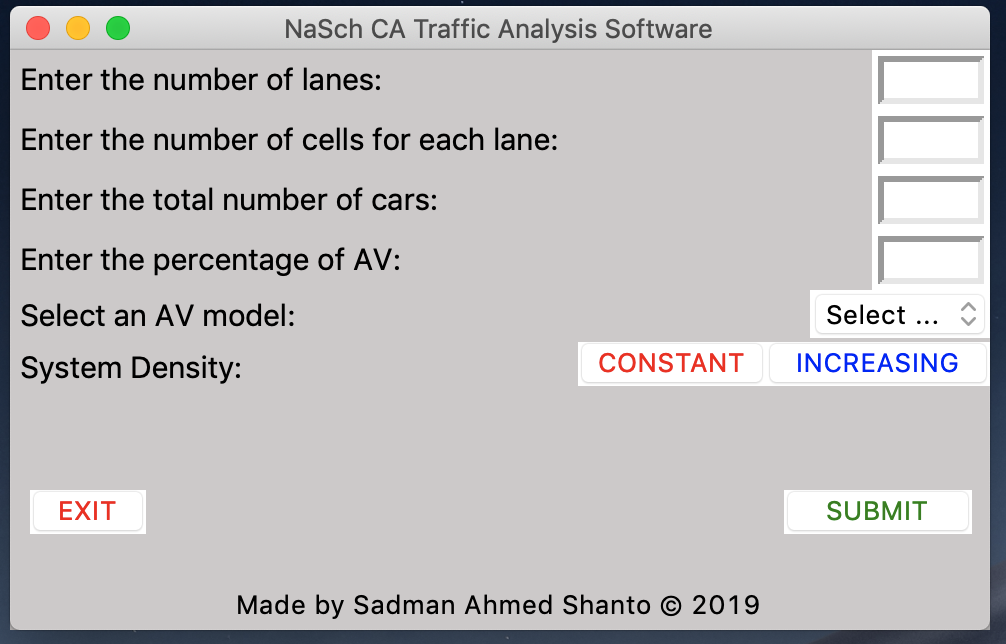 NaSch CA Traffic Analysis Software
Enter the number of lanes:
Enter the number of cells for each lane:
Enter the total number of cars:
Enter the percentage of AV:
Select an AV model: Select ...
System Density: CONSTANT INCREASING
EXIT SUBMIT
Made by Sadman Ahmed Shanto © 2019